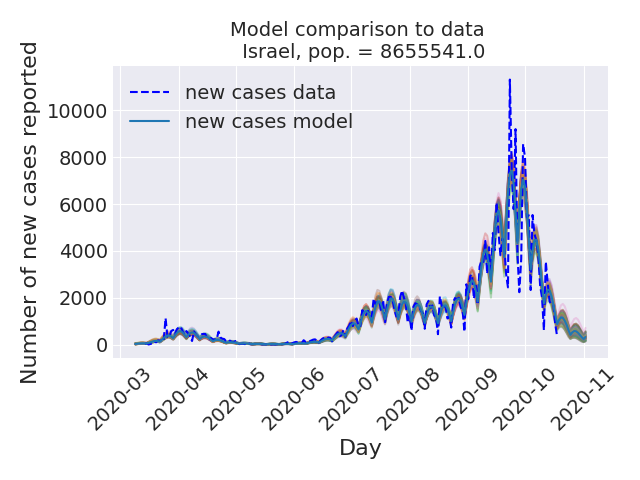 Model comparison to data
Israel, pop. = 8655541.0
Number of new cases reported
new cases data
new cases model
10000
8000
6000
4000
2000
0
2020-03
2020-04
2020-05
2020-06
2020-07
2020-08
2020-09
2020-10
2020-11
Day